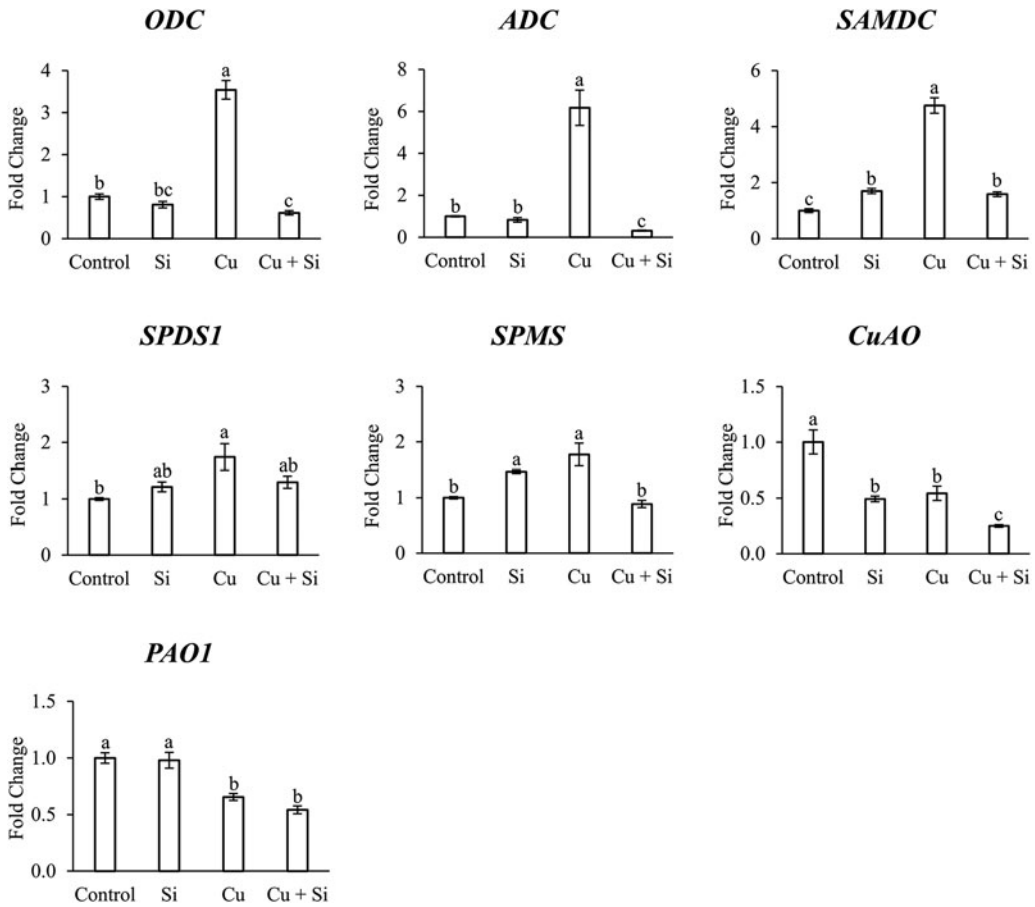 ODC
Fold Change
4
3
2
1
0
b
bc
a
c
Control Si Cu Cu + Si
ADC
Fold Change
8
6
4
2
0
b
b
a
c
Control Si Cu Cu + Si
SAMDC
Fold Change
6
4
2
0
c
b
a
b
Control Si Cu Cu + Si
SPDS1
Fold Change
3
2
1
0
b
ab
a
ab
Control Si Cu Cu + Si
SPMS
Fold Change
3
2
1
0
b
a
a
b
Control Si Cu Cu + Si
CuAO
Fold Change
1.5
1.0
0.5
0.0
a
b
b
c
Control Si Cu Cu + Si
PAO1
Fold Change
1.5
1.0
0.5
0.0
a
a
b
b
Control Si Cu Cu + Si